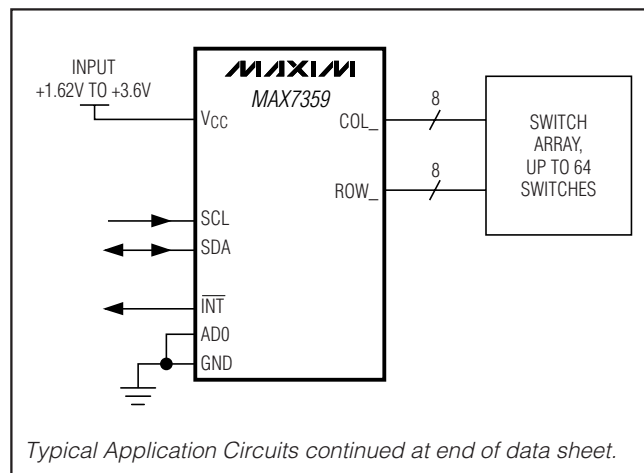 INPUT
+1.62V TO +3.6V
MAXIM
MAX7359
VCC
COL_
8
ROW_
8
SWITCH
ARRAY,
UP TO 64
SWITCHES
SCL
SDA
INT
AD0
GND
Typical Application Circuits continued at end of data sheet.